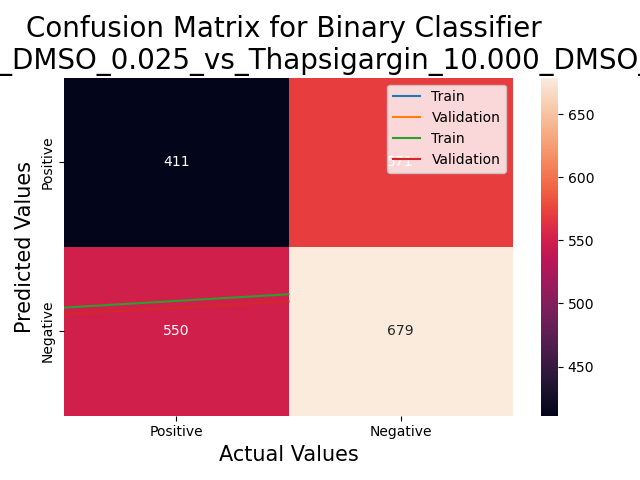 Confusion Matrix for Binary Classifier
_DMSO_0.025_vs_Thapsigargin_10.000_DMSO_
Train
Validation
Train
Validation
Positive
Negative
Predicted Values
411
550
679
Positive
Negative
Actual Values
650
600
550
500
450